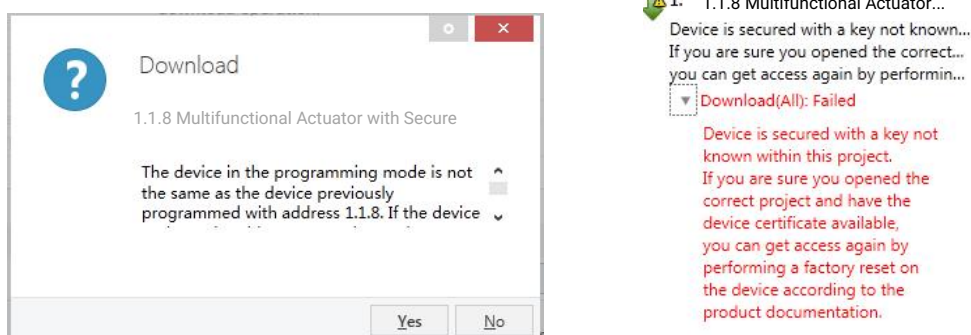 Download
1.1.8 Multifunctional Actuator with Secure
The device in the programming mode is not
the same as the device previously
programmed with address 1.1.8. If the device
Yes
No
1. 1.1.8 Multifunctional Actuator...
Device is secured with a key not known...
If you are sure you opened the correct...
you can get access again by performin...
Download(All): Failed
Device is secured with a key not
known within this project.
If you are sure you opened the
correct project and have the
device certificate available,
you can get access again by
performing a factory reset on
the device according to the
product documentation.